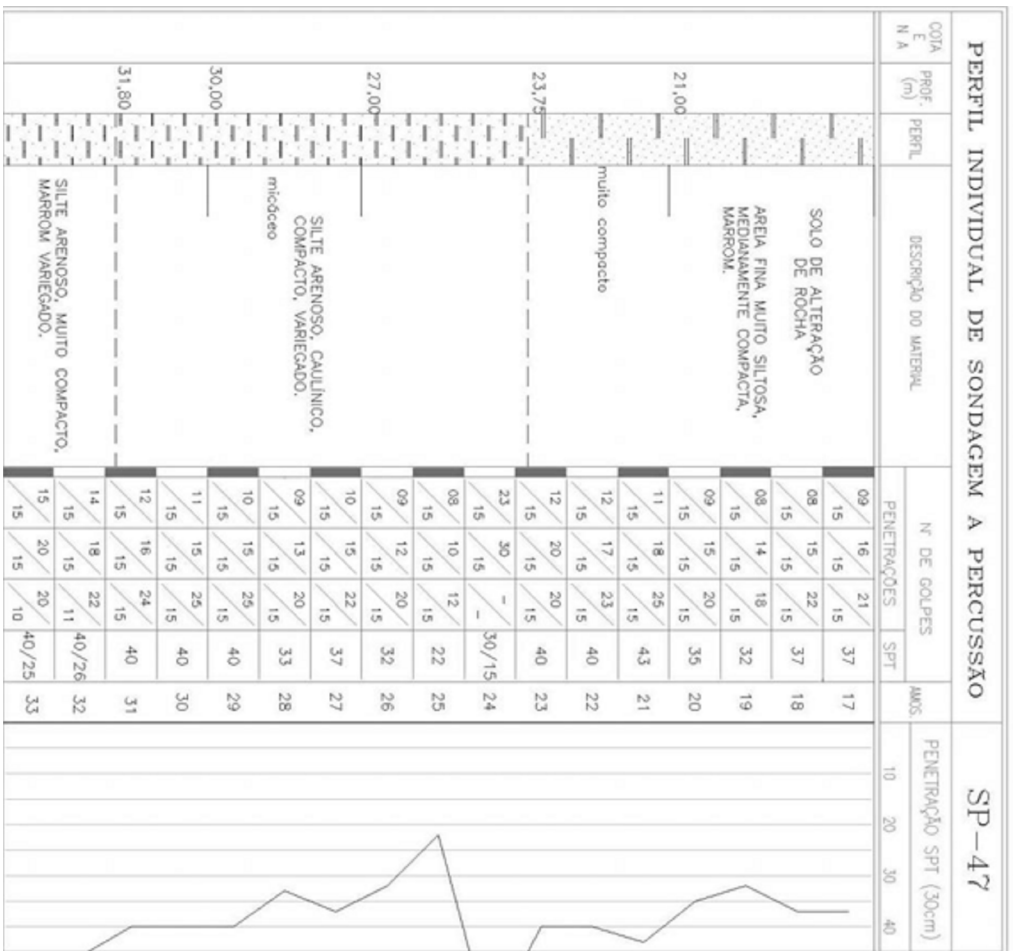 PERFIL INDIVIDUAL DE SONDAGEM A PERCUSSÃO SP-47
COTA E N A
PROF. (m)
PERFIL
DESCRIÇÃO DO MATERIAL
N° DE GOLPES
PENETRAÇÕES SPT
AMOS.
PENETRAÇÃO SPT (30cm)
10 20 30 40
SOLO DE ALTERAÇÃO
DE ROCHA
AREIA FINA MUITO SILTOSA,
MEDIANAMENTE COMPACTA,
MARROM.
21,00
muito compacto
23,75
SILTE ARENOSO, CAULÍNICO,
COMPACTO, VARIEGADO.
27,00
micáceo
30,00
31,80
SILTE ARENOSO, MUITO COMPACTO,
MARROM VARIEGADO.
09/15 16/15 21/15 37 17
08/15 15/15 22/15 37 18
08/15 14/15 18/15 32 19
09/15 15/15 20/15 35 20
11/15 18/15 25/15 43 21
12/15 17/15 23/15 40 22
12/15 20/15 20/15 40 23
23/15 30/15 -/- 30/15 24
08/15 10/15 12/15 22 25
09/15 12/15 20/15 32 26
10/15 15/15 22/15 37 27
09/15 13/15 20/15 33 28
10/15 15/15 25/15 40 29
11/15 15/15 25/15 40 30
12/15 16/15 24/15 40 31
14/15 18/15 22/11 40/26 32
15/15 20/15 20/10 40/25 33